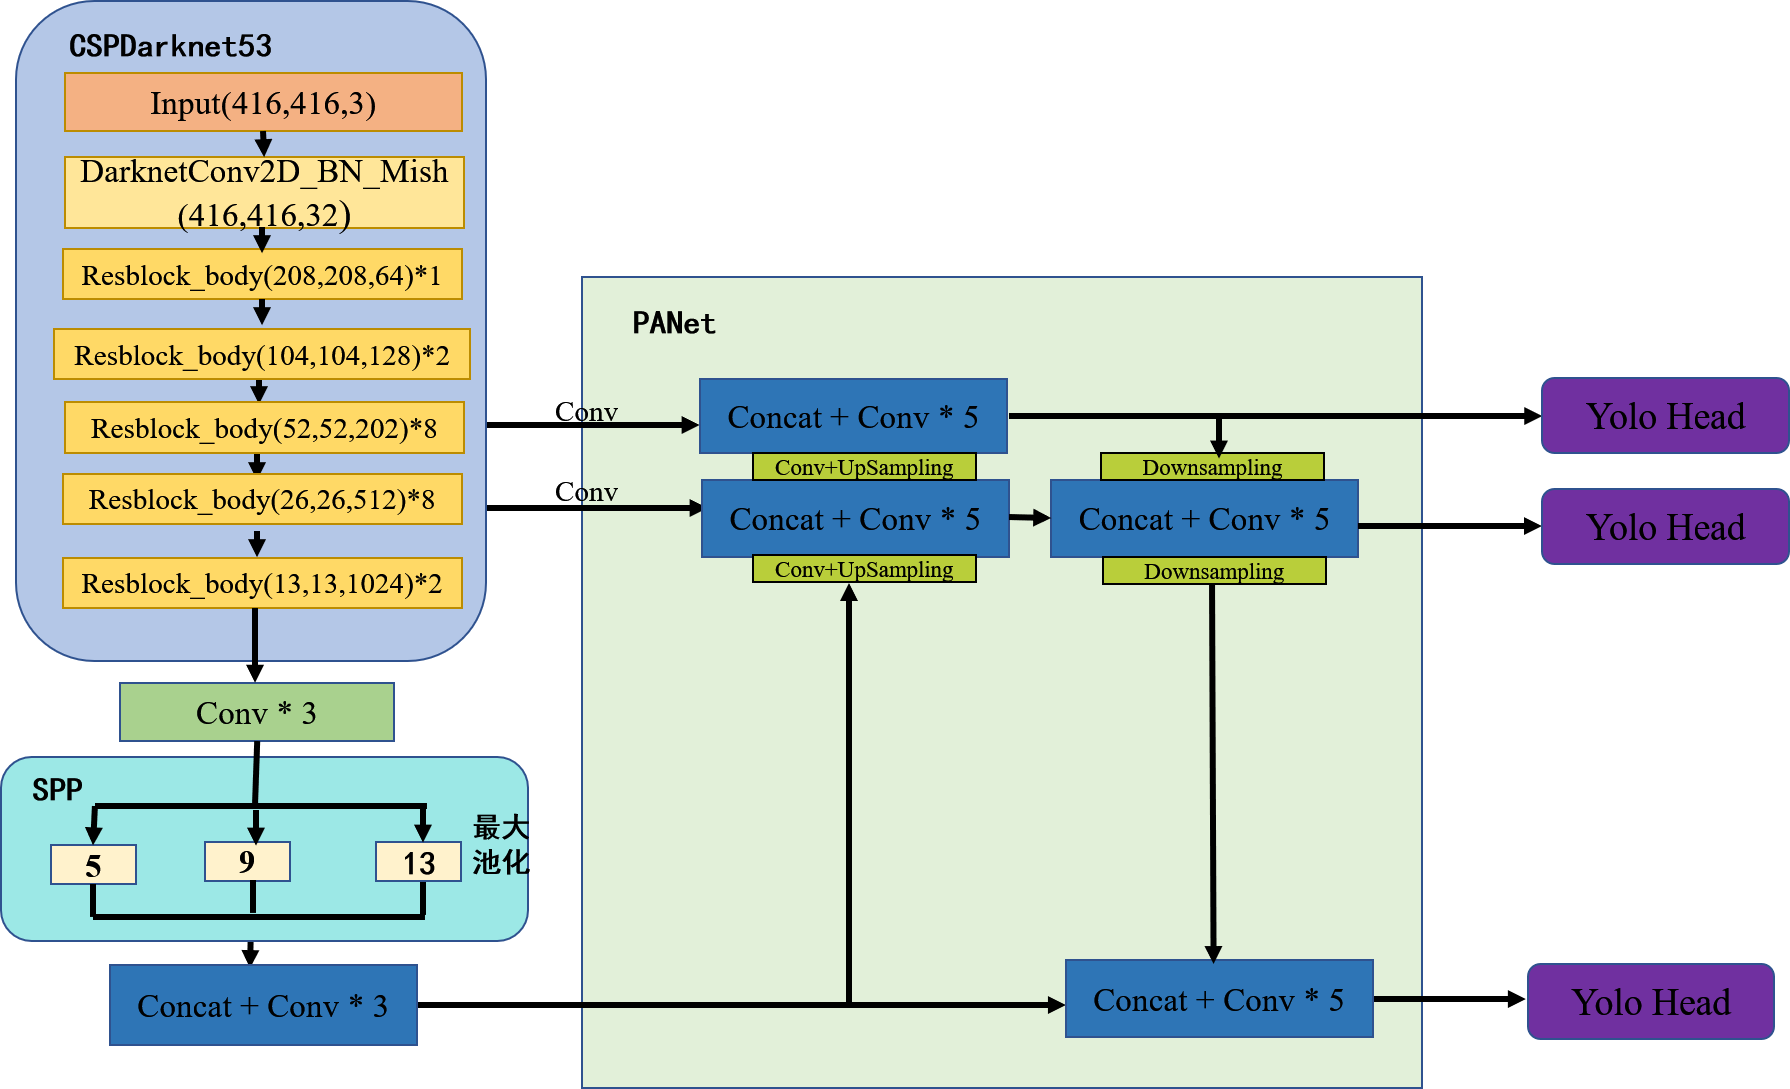 CSPDarknet53
Input(416,416,3)
DarknetConv2D_BN_Mish
(416,416,32)
Resblock_body(208,208,64)*1
Resblock_body(104,104,128)*2
Resblock_body(52,52,202)*8
Resblock_body(26,26,512)*8
Resblock_body(13,13,1024)*2
Conv * 3
SPP
最大
池化
5
9
13
Concat + Conv * 3
Conv
Conv
PANet
Concat + Conv * 5
Conv+UpSampling
Concat + Conv * 5
Conv+UpSampling
Downsampling
Concat + Conv * 5
Downsampling
Concat + Conv * 5
Yolo Head
Yolo Head
Yolo Head